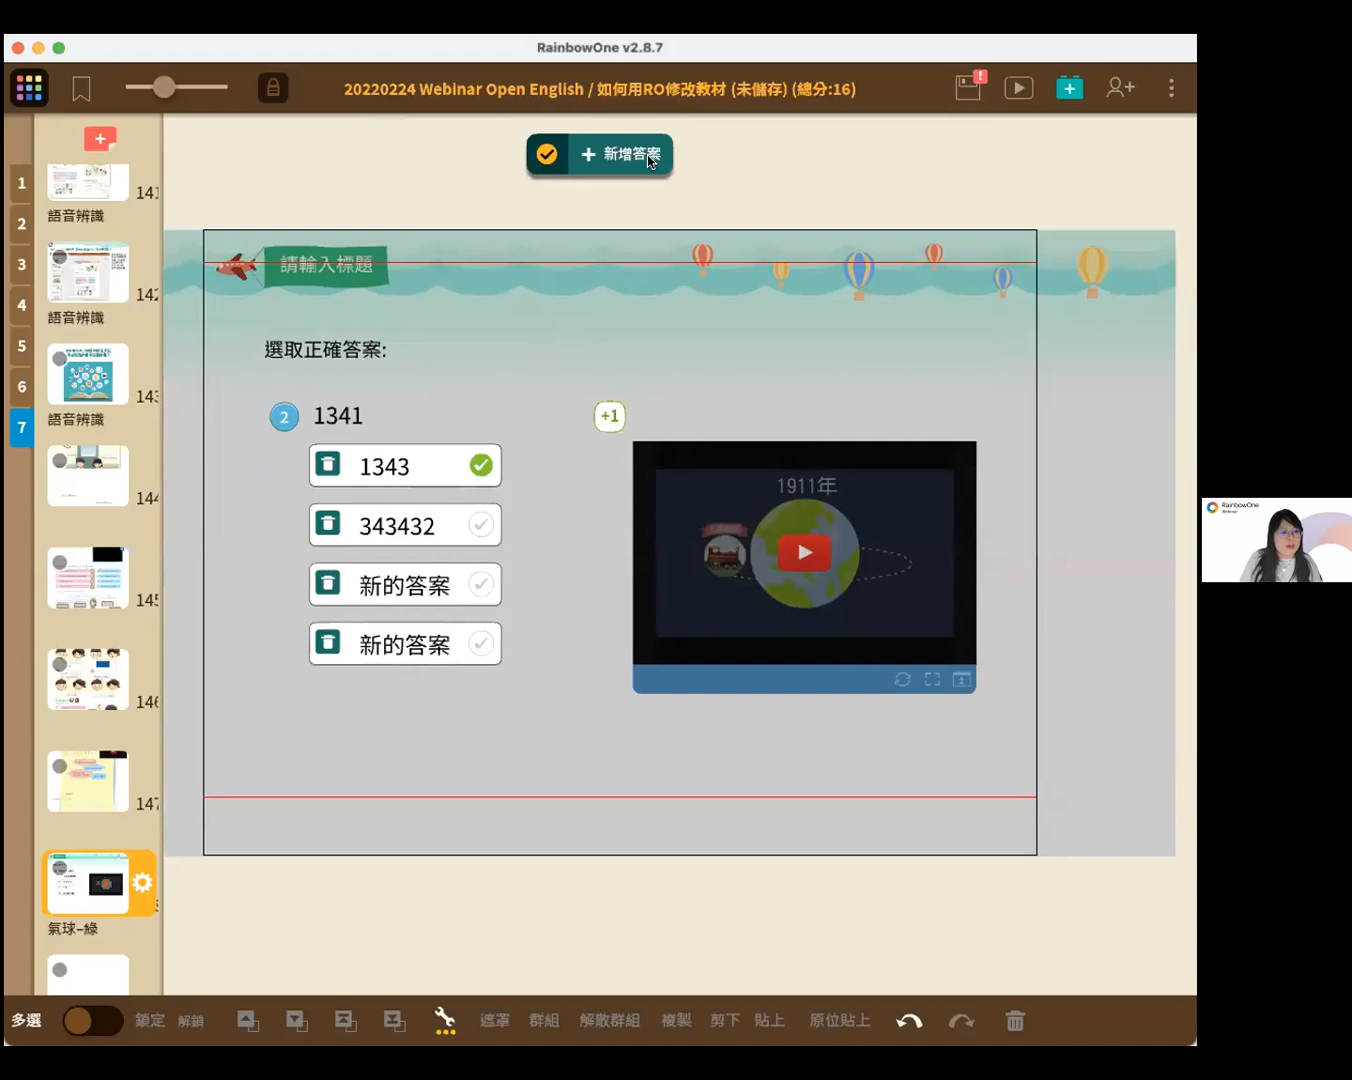 RainbowOne v2.8.7
20220224 Webinar Open English / 如何用RO修改教材 (未儲存) (總分:16)
新增答案
1
2
3
4
5
6
7
141
語音辨識
142
語音辨識
143
語音辨識
144
145
146
147
氣球-綠
請輸入標題
選取正確答案:
2 1341
+1
1343
343432
新的答案
新的答案
1911年
RainbowOne
Webinar
多選 鎖定 解鎖 遮罩 群組 解散群組 複製 剪下 貼上 原位貼上